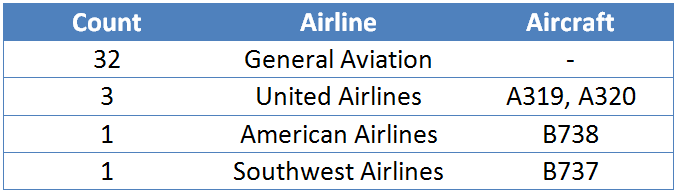 Count Airline Aircraft
32 General Aviation -
3 United Airlines A319, A320
1 American Airlines B738
1 Southwest Airlines B737